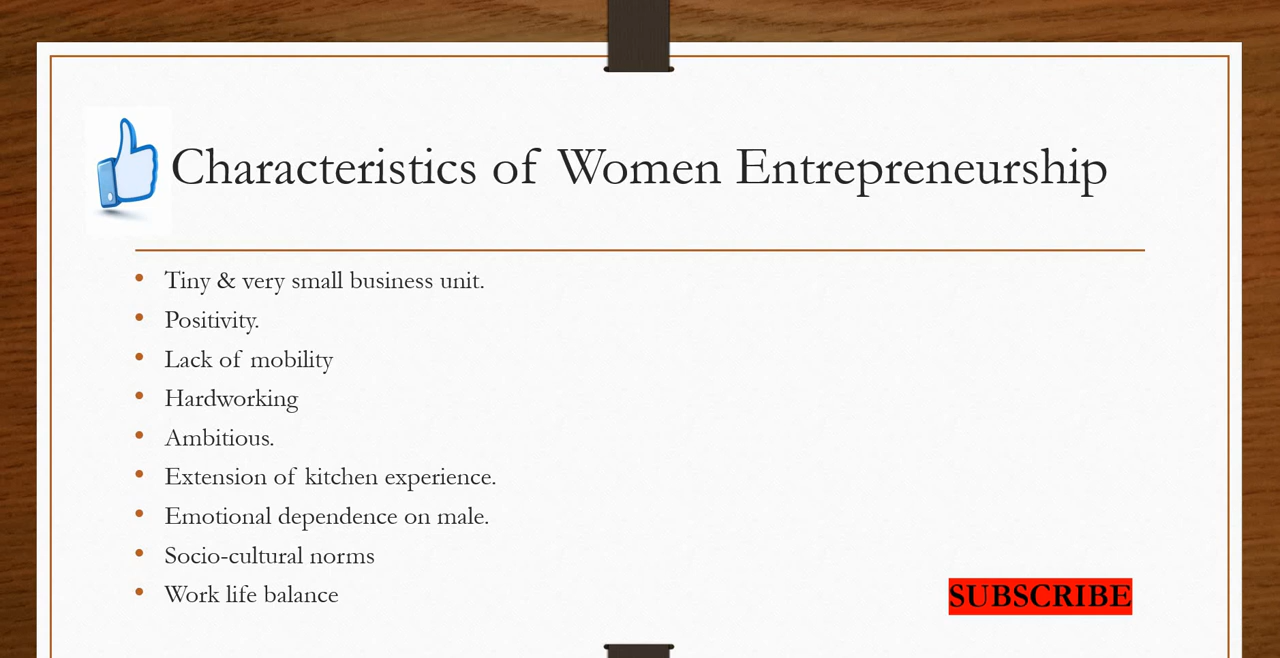 Characteristics of Women Entrepreneurship
Tiny & very small business unit.
Positivity.
Lack of mobility
Hardworking
Ambitious.
Extension of kitchen experience.
Emotional dependence on male.
Socio-cultural norms
Work life balance
SUBSCRIBE